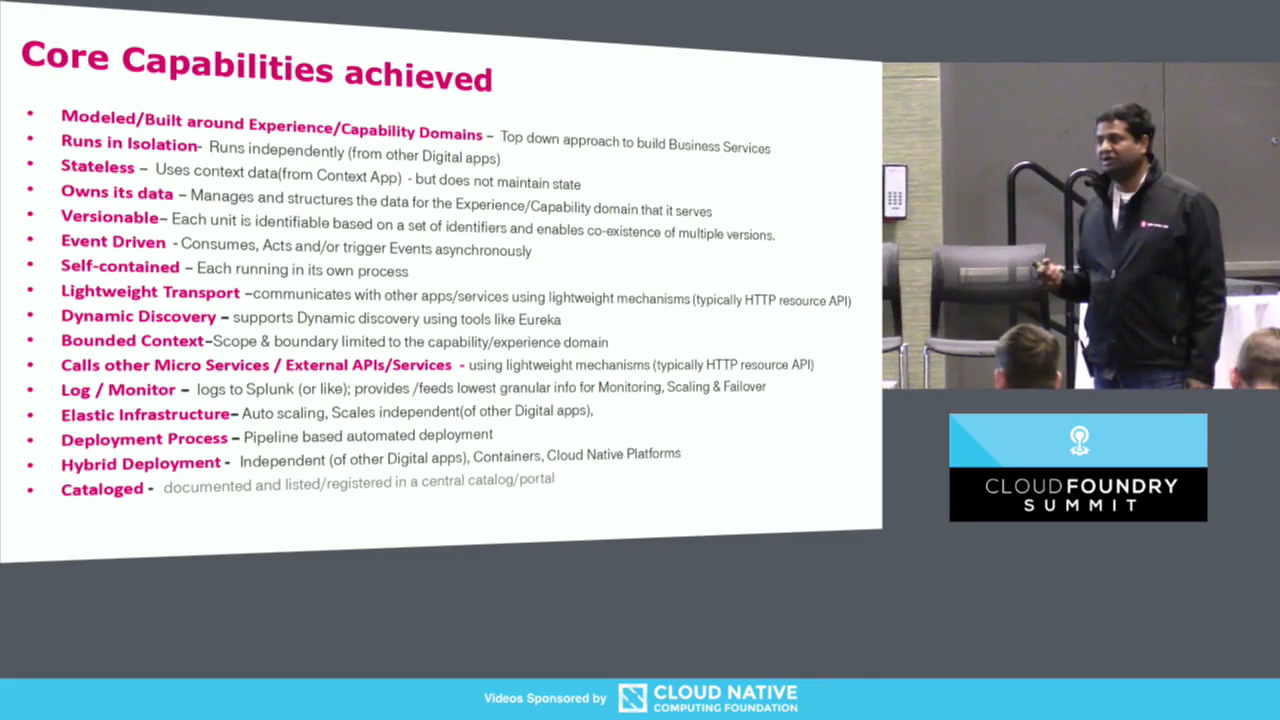 Core Capabilities achieved
• Modeled/Built around Experience/Capability Domains – Top down approach to build Business Services
• Runs in Isolation- Runs independently (from other Digital apps)
• Stateless – Uses context data(from Context App) - but does not maintain state
• Owns its data – Manages and structures the data for the Experience/Capability domain that it serves
• Versionable– Each unit is identifiable based on a set of identifiers and enables co-existence of multiple versions.
• Event Driven - Consumes, Acts and/or trigger Events asynchronously
• Self-contained – Each running in its own process
• Lightweight Transport –communicates with other apps/services using lightweight mechanisms (typically HTTP resource API)
• Dynamic Discovery – supports Dynamic discovery using tools like Eureka
• Bounded Context–Scope & boundary limited to the capability/experience domain
• Calls other Micro Services / External APIs/Services - using lightweight mechanisms (typically HTTP resource API)
• Log / Monitor – logs to Splunk (or like); provides /feeds lowest granular info for Monitoring, Scaling & Failover
• Elastic Infrastructure– Auto scaling, Scales independent(of other Digital apps),
• Deployment Process – Pipeline based automated deployment
• Hybrid Deployment - Independent (of other Digital apps), Containers, Cloud Native Platforms
• Cataloged - documented and listed/registered in a central catalog/portal
CLOUD FOUNDRY
SUMMIT
Videos Sponsored by
CLOUD NATIVE
COMPUTING FOUNDATION